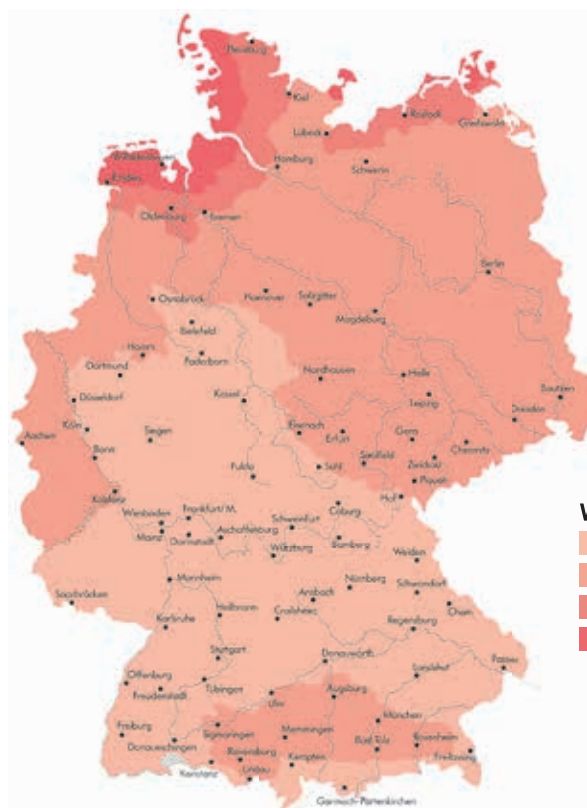 Flensburg
Kiel
Rostock
Greifswald
Lübeck
Wilhelmshaven
Hamburg
Schwerin
Emden
Oldenburg
Bremen
Berlin
Osnabrück
Hannover
Salzgitter
Magdeburg
Bielefeld
Hamm
Paderborn
Dortmund
Nordhausen
Halle
Düsseldorf
Kassel
Leipzig
Bautzen
Dresden
Köln
Siegen
Eisenach
Erfurt
Gera
Chemnitz
Aachen
Bonn
Saalfeld
Zwickau
Fulda
Suhl
Plauen
Koblenz
Hof
Wiesbaden
Frankfurt/ M.
Coburg
Mainz
Aschaffenburg
Schweinfurt
Darmstadt
Bamberg
Würzburg
Weiden
Mannheim
Nürnberg
Ansbach
Schwandorf
Saarbrücken
Heilbronn
Crailsheim
Cham
Karlsruhe
Regensburg
Stuttgart
Donauwörth
Passau
Landshut
Offenburg
Tübingen
Augsburg
Freudenstadt
Ulm
München
Freiburg
Sigmaringen
Memmingen
Rosenheim
Donaueschingen
Ravensburg
Bad Tölz
Freilassing
Konstanz
Lindau
Kempten
Garmisch-Partenkirchen